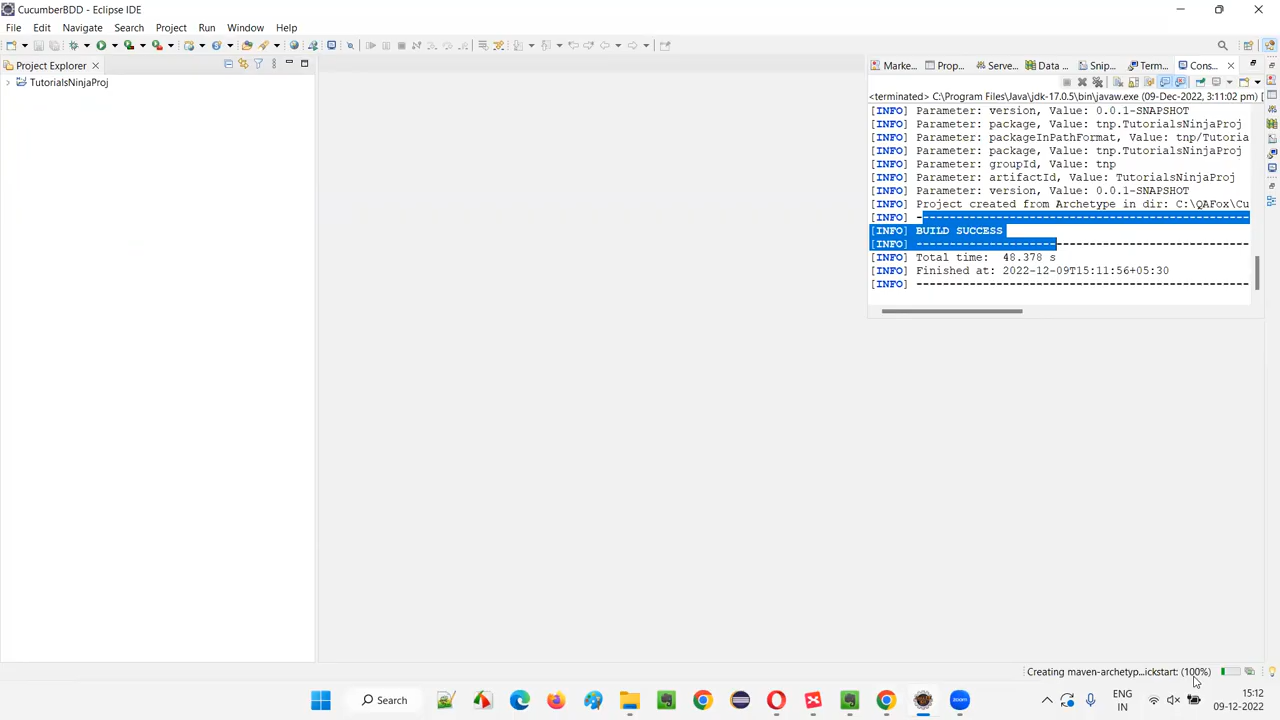 CucumberBDD - Eclipse IDE
File Edit Navigate Search Project Run Window Help
Project Explorer
TutorialsNinjaProj
Marke... Prop... Serve... Data ... Snip... Term... Cons...
<terminated> C:\Program Files\Java\jdk-17.0.5\bin\javaw.exe (09-Dec-2022, 3:11:02 pm) [
[INFO] Parameter: version, Value: 0.0.1-SNAPSHOT
[INFO] Parameter: package, Value: tnp.TutorialsNinjaProj
[INFO] Parameter: packageInPathFormat, Value: tnp/Tutoria
[INFO] Parameter: package, Value: tnp.TutorialsNinjaProj
[INFO] Parameter: groupId, Value: tnp
[INFO] Parameter: artifactId, Value: TutorialsNinjaProj
[INFO] Parameter: version, Value: 0.0.1-SNAPSHOT
[INFO] Project created from Archetype in dir: C:\QAFox\Cu
[INFO] --------------------------------------------------
[INFO] BUILD SUCCESS
[INFO] --------------------------------------------------
[INFO] Total time: 48.378 s
[INFO] Finished at: 2022-12-09T15:11:56+05:30
[INFO] --------------------------------------------------
Creating maven-archetyp...ickstart: (100%)
Search
zoom
ENG
IN
15:12
09-12-2022